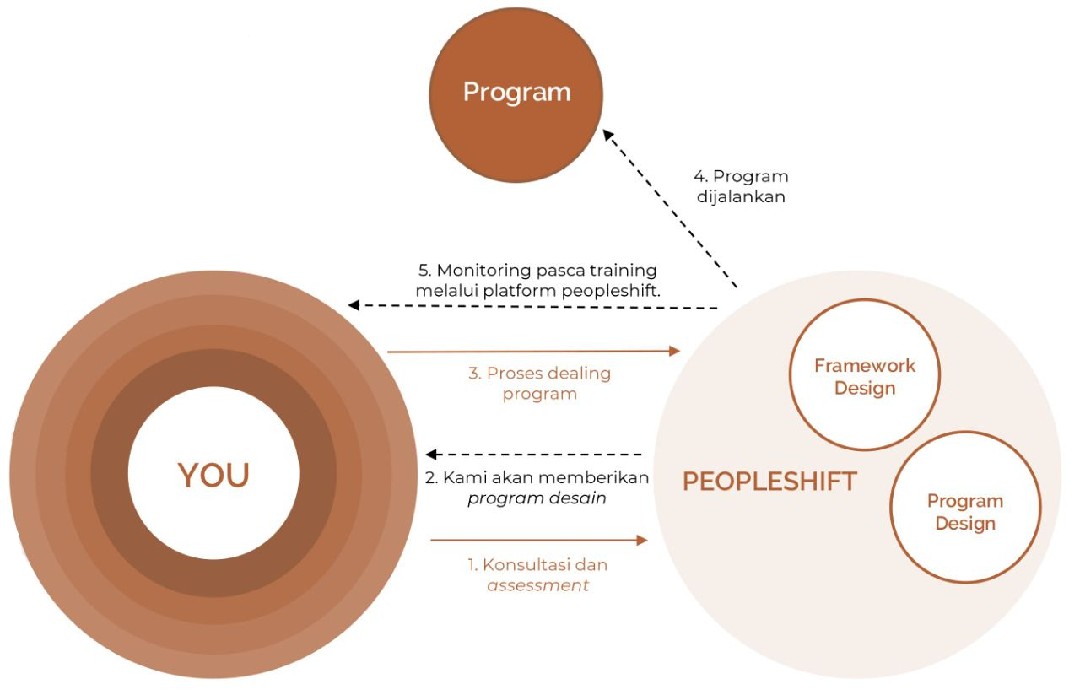 Program
4. Program
dijalankan
5. Monitoring pasca training
melalui platform peopleshift.
3. Proses dealing
program
Framework
Design
YOU
2. Kami akan memberikan
program desain
PEOPLESHIFT
Program
Design
1. Konsultasi dan
assessment